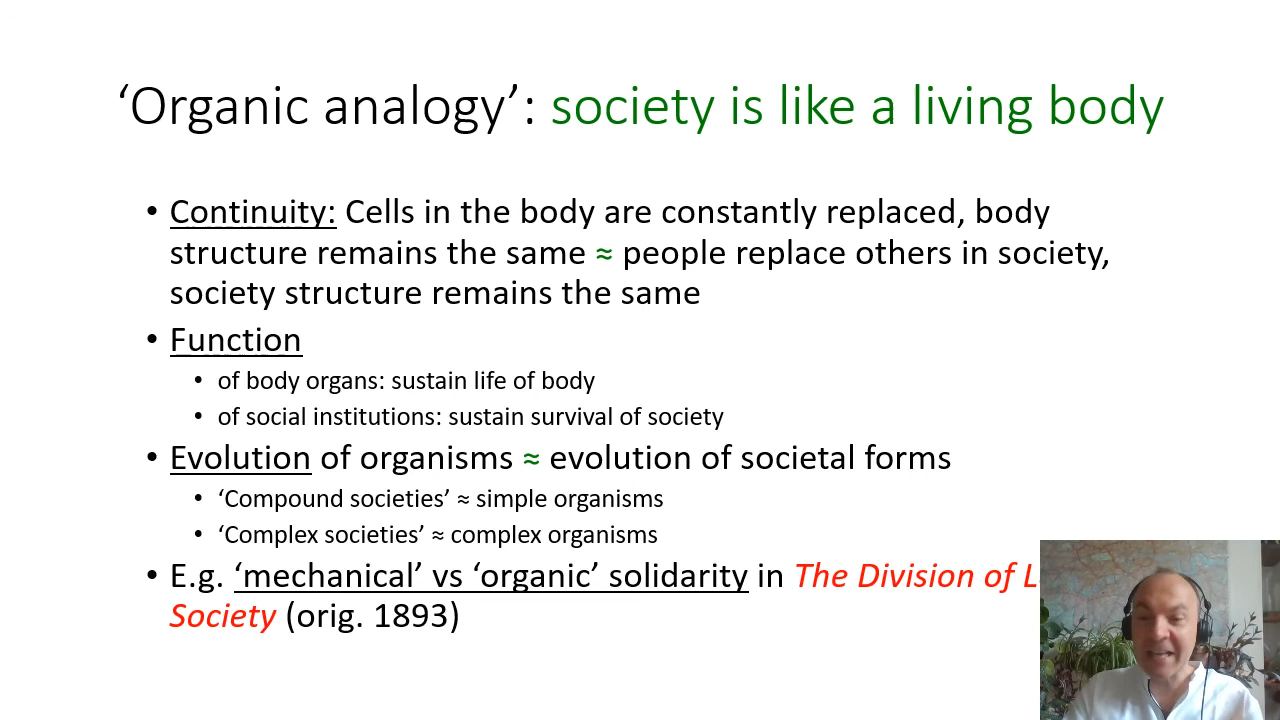 ‘Organic analogy’: society is like a living body
• Continuity: Cells in the body are constantly replaced, body
structure remains the same ≈ people replace others in society,
society structure remains the same
• Function
• of body organs: sustain life of body
• of social institutions: sustain survival of society
• Evolution of organisms ≈ evolution of societal forms
• ‘Compound societies’ ≈ simple organisms
• ‘Complex societies’ ≈ complex organisms
• E.g. ‘mechanical’ vs ‘organic’ solidarity in The Division of
Society (orig. 1893)